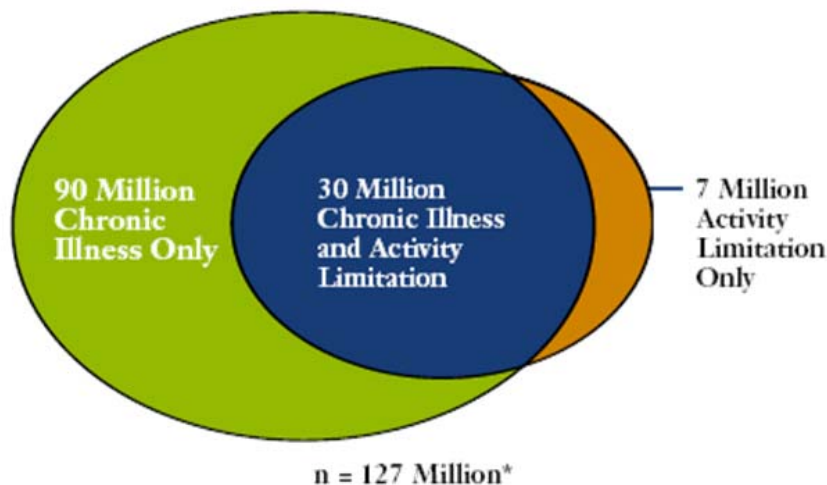 90 Million
Chronic
Illness Only
30 Million
Chronic Illness
and Activity
Limitation
7 Million
Activity
Limitation
Only
n = 127 Million*